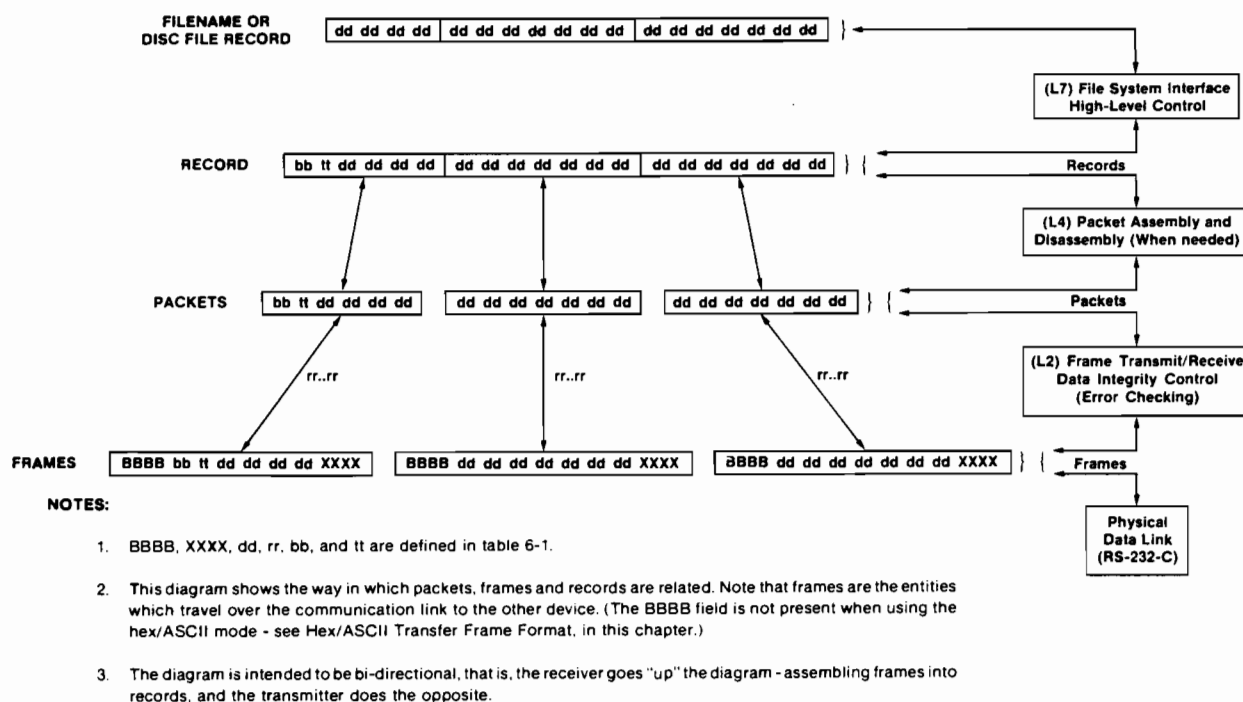 FILENAME OR
DISC FILE RECORD
dd dd dd dd dd dd dd dd dd dd dd dd dd dd dd dd dd dd }
(L7) File System Interface
High-Level Control
RECORD
bb tt dd dd dd dd dd dd dd dd dd dd dd dd dd dd dd dd dd dd } {
Records
(L4) Packet Assembly and
Disassembly (When needed)
PACKETS
bb tt dd dd dd dd
dd dd dd dd dd dd dd
dd dd dd dd dd dd dd
} {
Packets
(L2) Frame Transmit/Receive
Data Integrity Control
(Error Checking)
rr..rr
rr..rr
rr..rr
FRAMES
BBBB bb tt dd dd dd dd XXXX
BBBB dd dd dd dd dd dd dd XXXX
BBBB dd dd dd dd dd dd dd XXXX
} {
Frames
Physical
Data Link
(RS-232-C)
NOTES:
1. BBBB, XXXX, dd, rr, bb, and tt are defined in table 6-1.
2. This diagram shows the way in which packets, frames and records are related. Note that frames are the entities
which travel over the communication link to the other device. (The BBBB field is not present when using the
hex/ASCII mode - see Hex/ASCII Transfer Frame Format, in this chapter.)
3. The diagram is intended to be bi-directional, that is, the receiver goes "up" the diagram - assembling frames into
records, and the transmitter does the opposite.